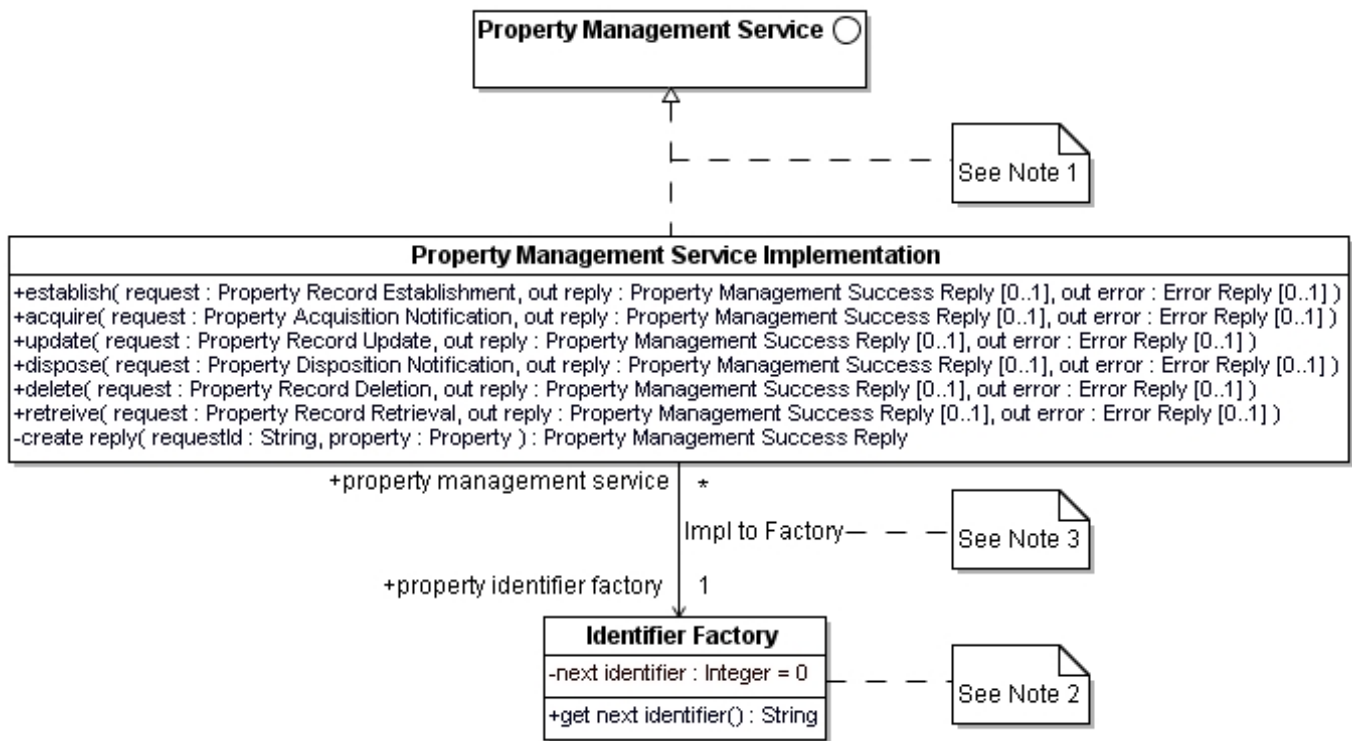 Property Management Service
See Note 1
Property Management Service Implementation
+establish( request : Property Record Establishment, out reply : Property Management Success Reply [0..1], out error : Error Reply [0..1] )
+acquire( request : Property Acquisition Notification, out reply : Property Management Success Reply [0..1], out error : Error Reply [0..1] )
+update( request : Property Record Update, out reply : Property Management Success Reply [0..1], out error : Error Reply [0..1] )
+dispose( request : Property Disposition Notification, out reply : Property Management Success Reply [0..1], out error : Error Reply [0..1] )
+delete( request : Property Record Deletion, out reply : Property Management Success Reply [0..1], out error : Error Reply [0..1] )
+retreive( request : Property Record Retrieval, out reply : Property Management Success Reply [0..1], out error : Error Reply [0..1] )
-create reply( requestId : String, property : Property ) : Property Management Success Reply
+property management service *
Impl to Factory
See Note 3
+property identifier factory 1
Identifier Factory
-next identifier : Integer = 0
+get next identifier() : String
See Note 2